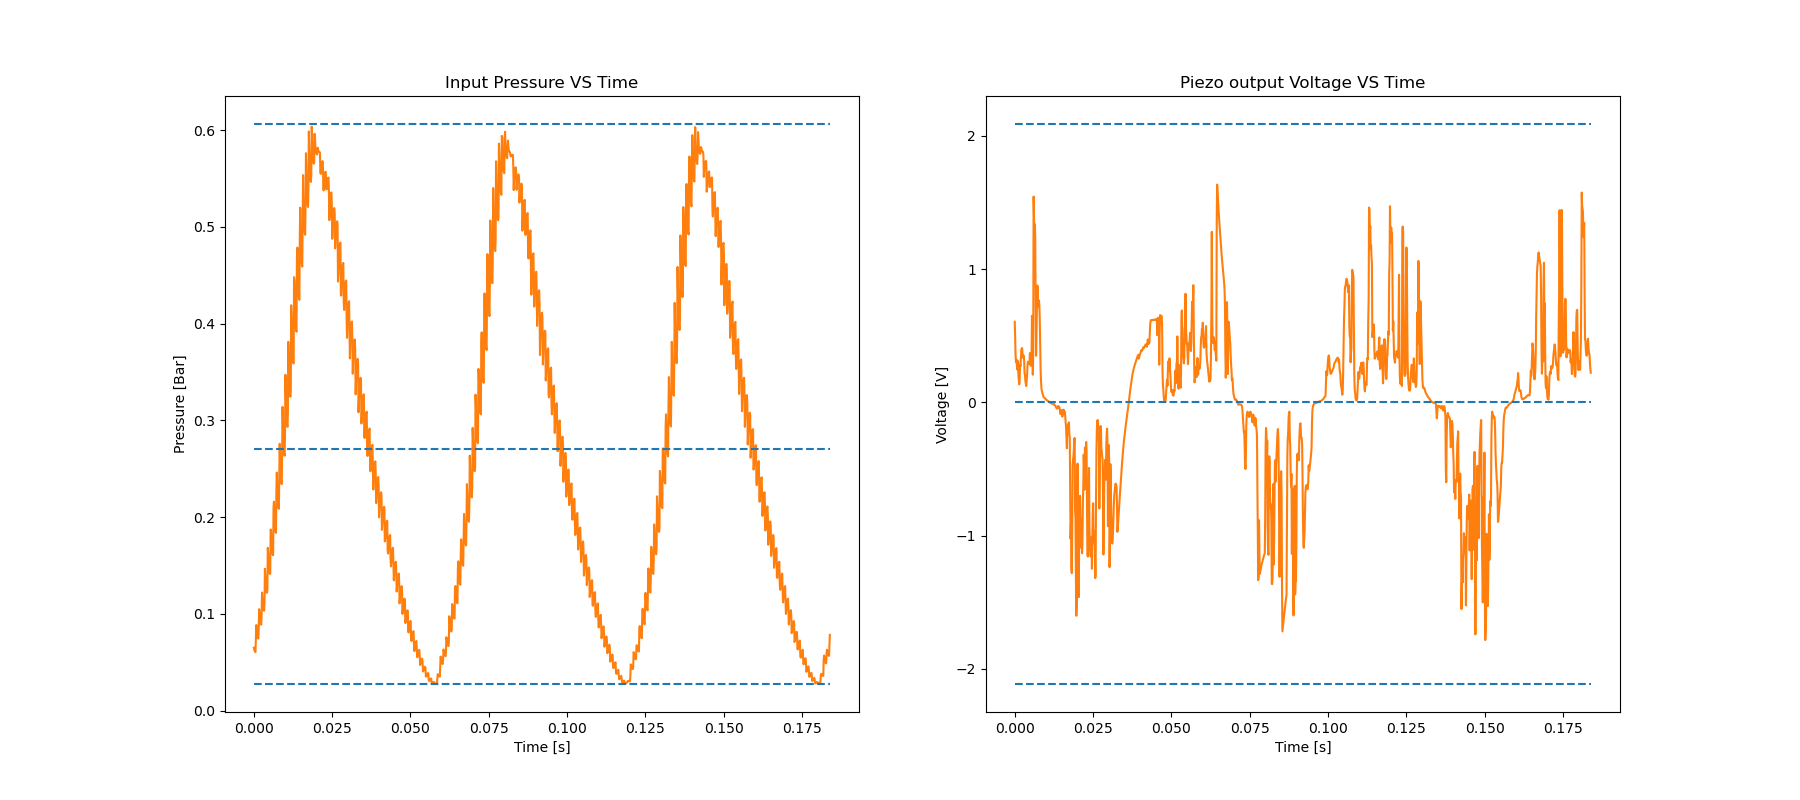 Input Pressure VS Time
Pressure [Bar]
0.6
0.5
0.4
0.3
0.2
0.1
0.0
0.000 0.025 0.050 0.075 0.100 0.125 0.150 0.175
Time [s]
Piezo output Voltage VS Time
Voltage [V]
2
1
0
−1
−2
0.000 0.025 0.050 0.075 0.100 0.125 0.150 0.175
Time [s]